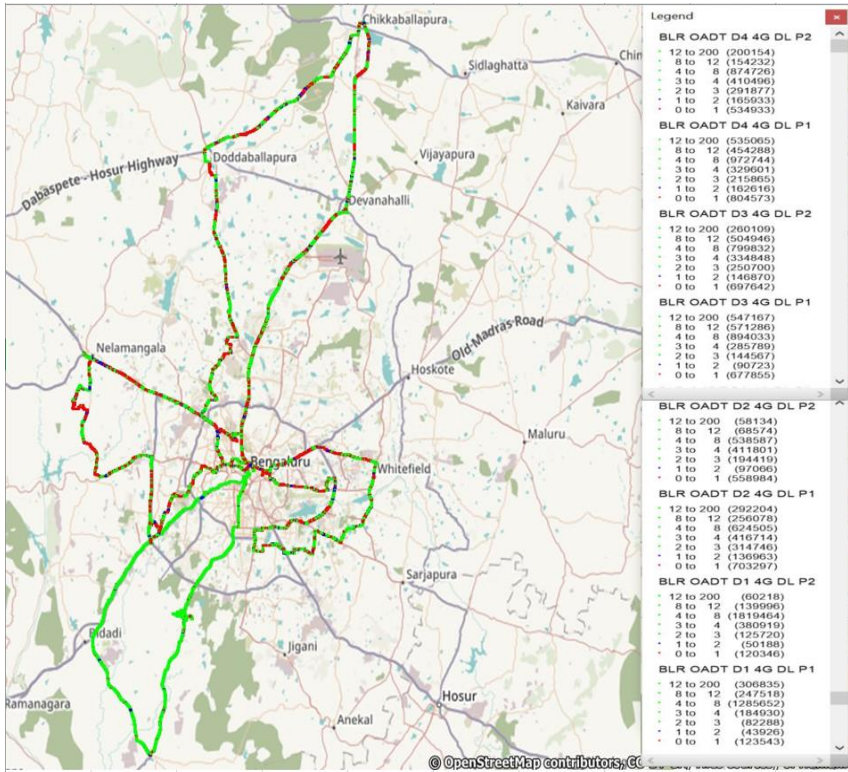 Chikkaballapura
Sidlaghatta
Chin
Kaivara
Vijayapura
Doddaballapura
Dabaspete - Hosur Highway
Devanahalli
Nelamangala
Old-Madras-Road
Hoskote
Maluru
Bengaluru
Whitefield
Sarjapura
Bidadi
Jigani
Ramanagara
Hosur
Anekal
© OpenStreetMap contributors, CC
Legend
BLR OADT D4 4G DL P2
12 to 200 (200154)
8 to 12 (154232)
4 to 8 (874726)
3 to 4 (410496)
2 to 3 (291877)
1 to 2 (165933)
0 to 1 (534933)
BLR OADT D4 4G DL P1
12 to 200 (535065)
8 to 12 (454288)
4 to 8 (972744)
3 to 4 (329601)
2 to 3 (215865)
1 to 2 (162616)
0 to 1 (804573)
BLR OADT D3 4G DL P2
12 to 200 (260109)
8 to 12 (504946)
4 to 8 (799832)
3 to 4 (334848)
2 to 3 (250700)
1 to 2 (146870)
0 to 1 (697642)
BLR OADT D3 4G DL P1
12 to 200 (547167)
8 to 12 (571286)
4 to 8 (894033)
3 to 4 (285789)
2 to 3 (144567)
1 to 2 (90723)
0 to 1 (677855)
BLR OADT D2 4G DL P2
12 to 200 (58134)
8 to 12 (68574)
4 to 8 (538587)
3 to 4 (411801)
2 to 3 (194419)
1 to 2 (97066)
0 to 1 (558984)
BLR OADT D2 4G DL P1
12 to 200 (292204)
8 to 12 (256078)
4 to 8 (624505)
3 to 4 (416714)
2 to 3 (314746)
1 to 2 (136963)
0 to 1 (703297)
BLR OADT D1 4G DL P2
12 to 200 (60218)
8 to 12 (139996)
4 to 8 (1819464)
3 to 4 (380919)
2 to 3 (125720)
1 to 2 (50188)
0 to 1 (120346)
BLR OADT D1 4G DL P1
12 to 200 (306835)
8 to 12 (247518)
4 to 8 (1285652)
3 to 4 (184930)
2 to 3 (82288)
1 to 2 (43926)
0 to 1 (123543)